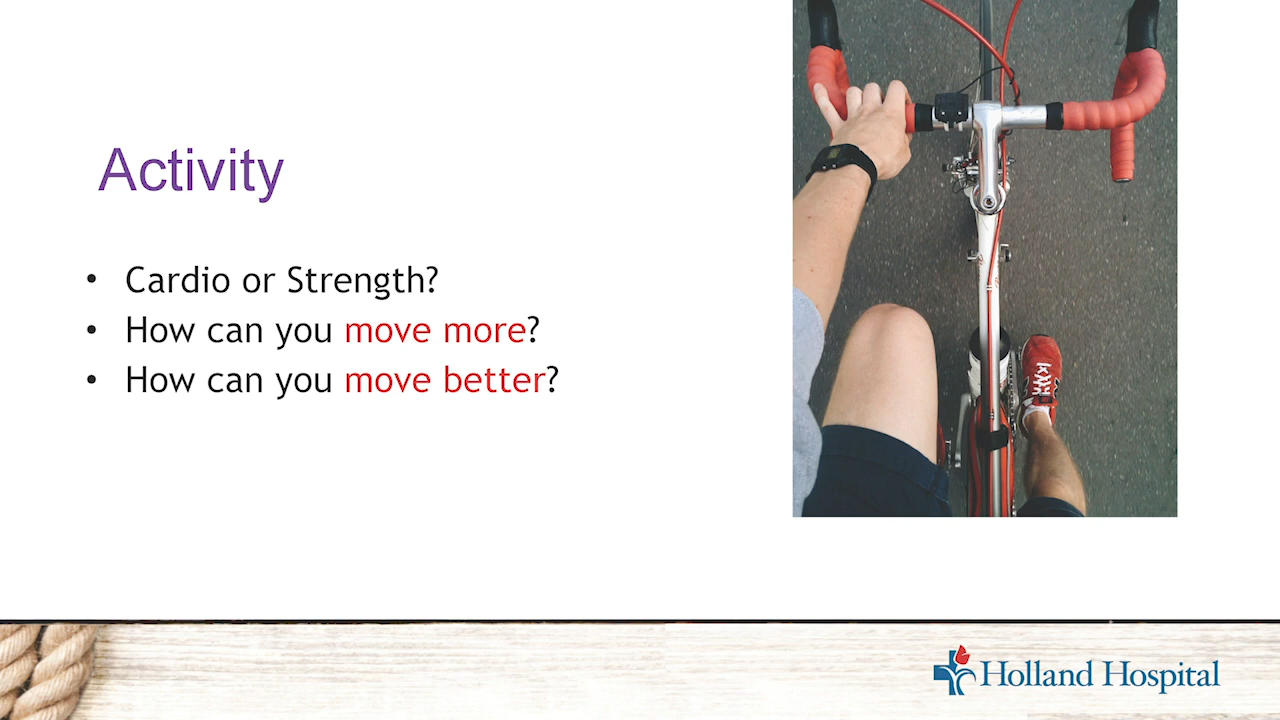 Activity
• Cardio or Strength?
• How can you move more?
• How can you move better?
Holland Hospital